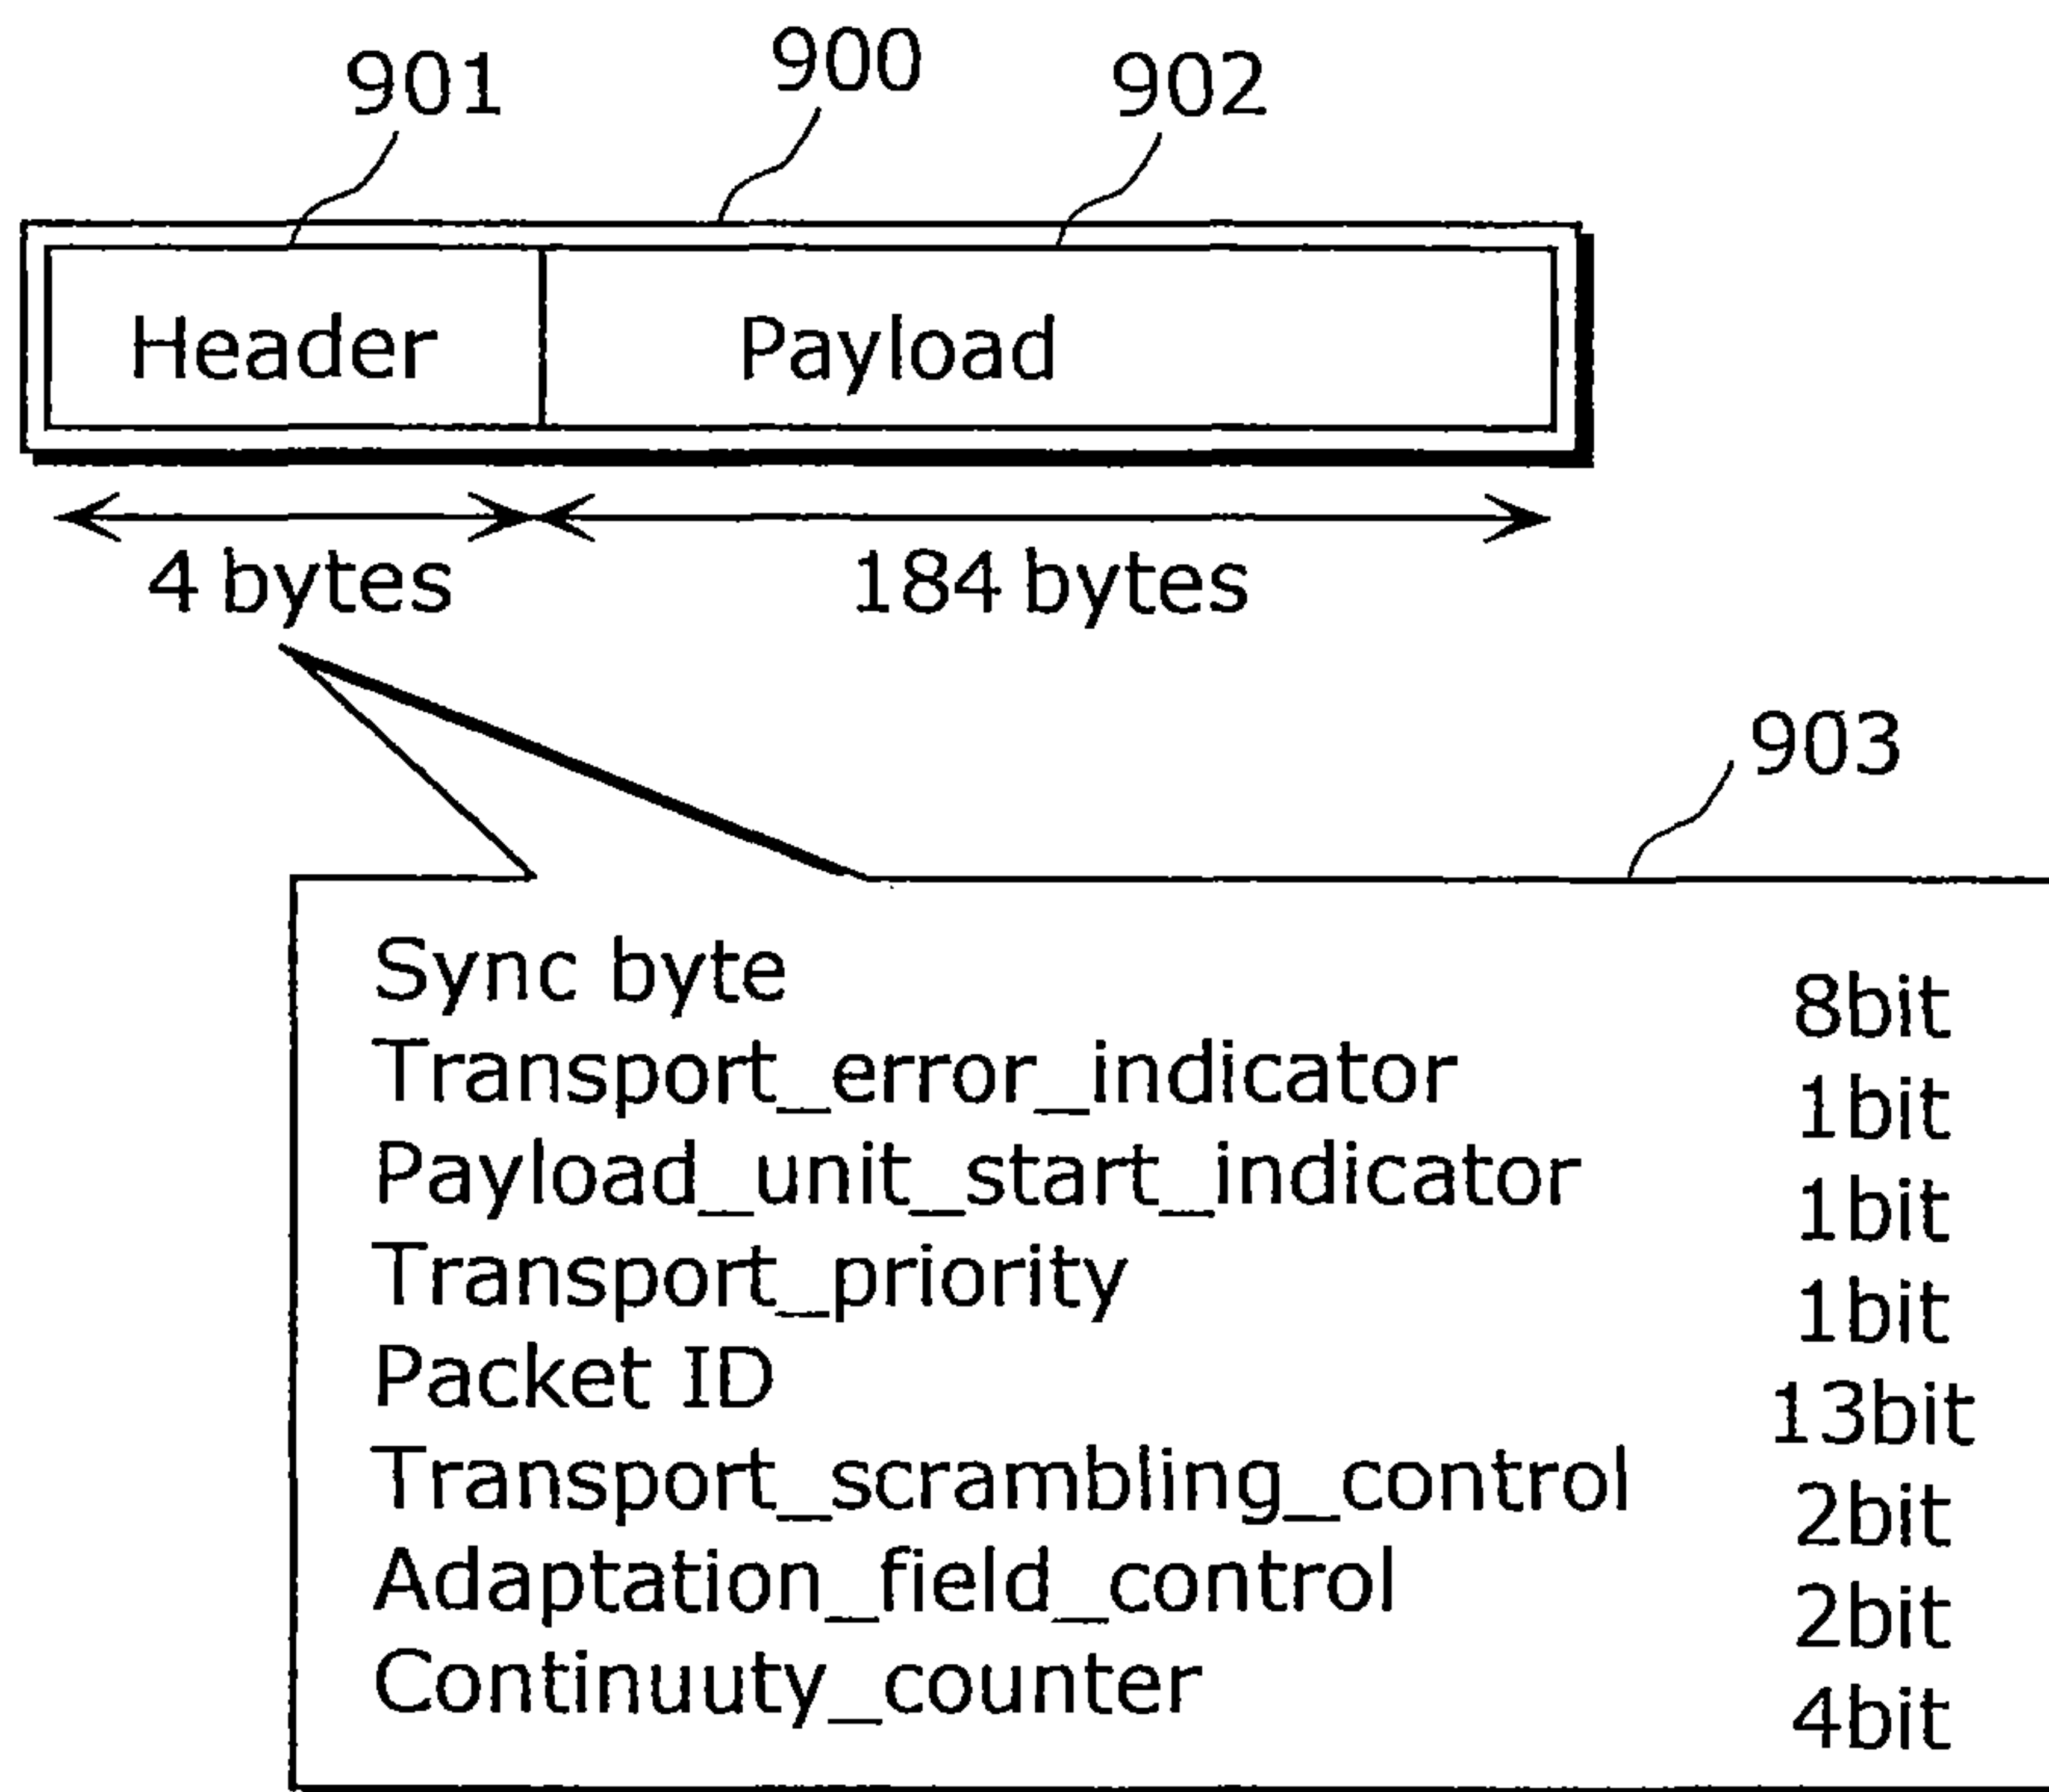 900
901
902
Header Payload
4 bytes 184 bytes
903
Sync byte 8bit
Transport_error_indicator 1bit
Payload_unit_start_indicator 1bit
Transport_priority 1bit
Packet ID 13bit
Transport_scrambling_control 2bit
Adaptation_field_control 2bit
Continuuty_counter 4bit